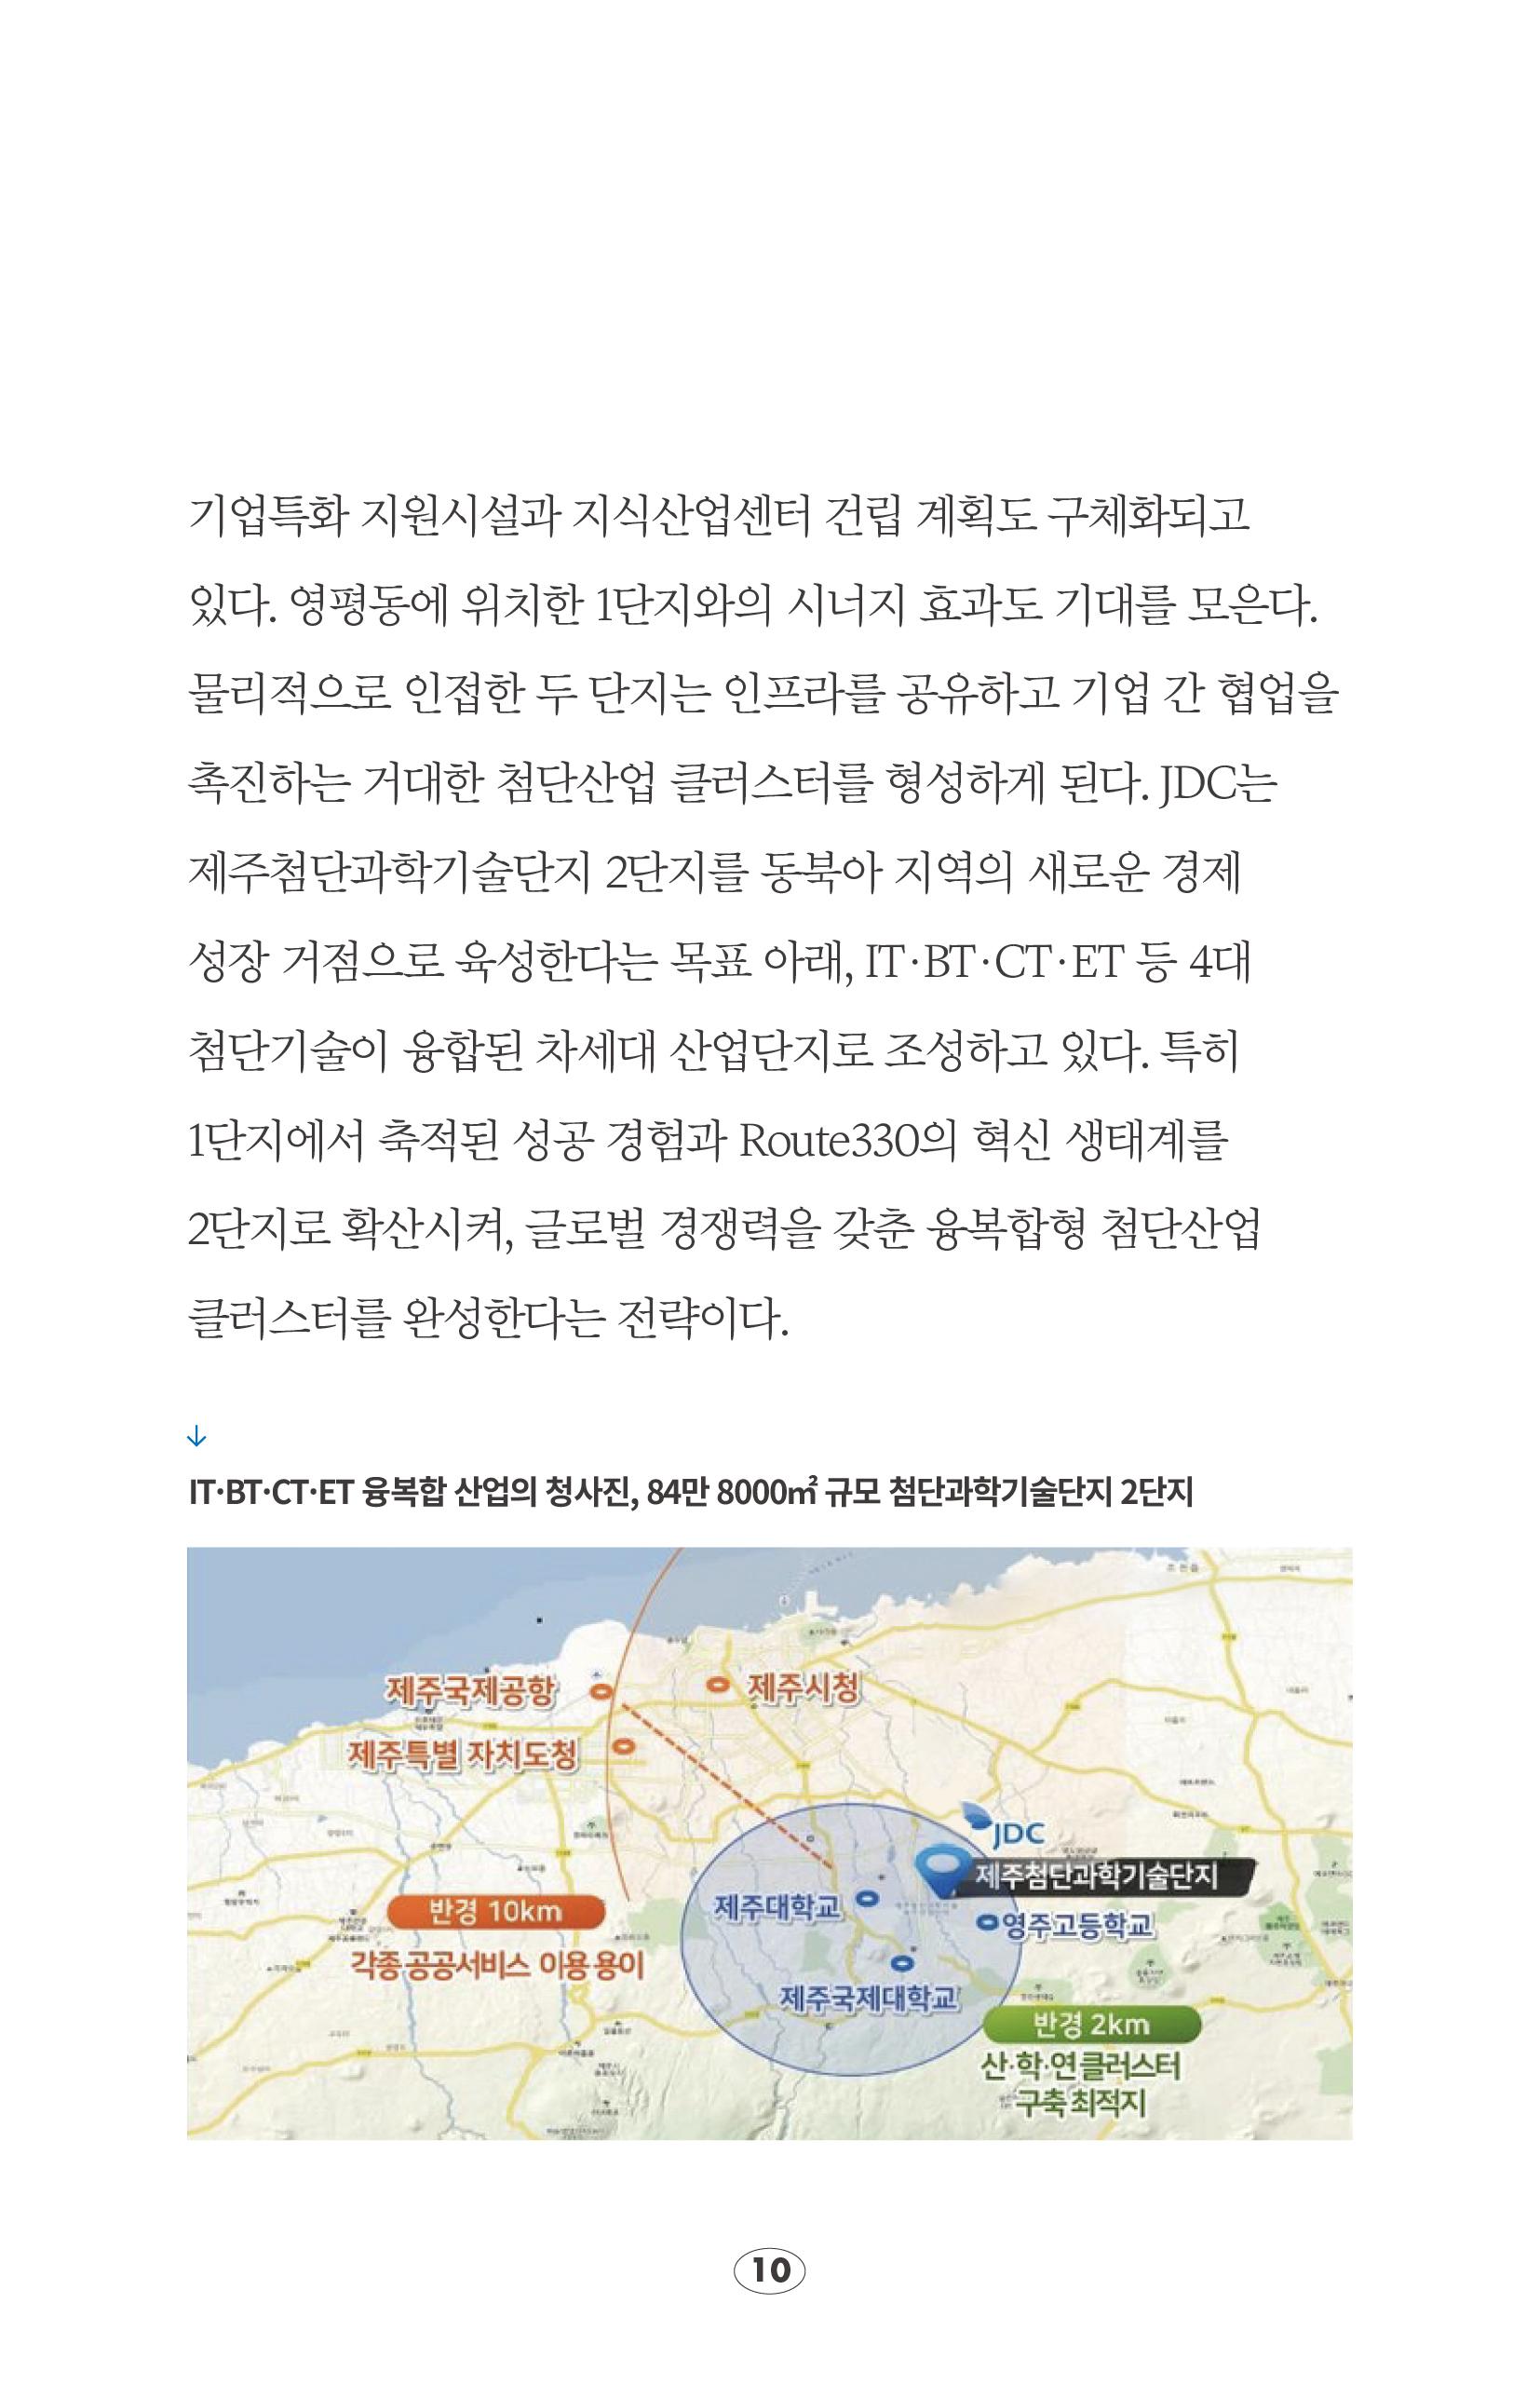 기업특화 지원시설과 지식산업센터 건립 계획도 구체화되고
있다. 영평동에 위치한 1단지와의 시너지 효과도 기대를 모은다.
물리적으로 인접한 두 단지는 인프라를 공유하고 기업 간 협업을
촉진하는 거대한 첨단산업 클러스터를 형성하게 된다. JDC는
제주첨단과학기술단지 2단지를 동북아 지역의 새로운 경제
성장 거점으로 육성한다는 목표 아래, IT·BT·CT·ET 등 4대
첨단기술이 융합된 차세대 산업단지로 조성하고 있다. 특히
1단지에서 축적된 성공 경험과 Route330의 혁신 생태계를
2단지로 확산시켜, 글로벌 경쟁력을 갖춘 융복합형 첨단산업
클러스터를 완성한다는 전략이다.
↓
IT·BT·CT·ET 융복합 산업의 청사진, 84만 8000㎡ 규모 첨단과학기술단지 2단지
제주국제공항
제주시청
제주특별 자치도청
JDC
제주첨단과학기술단지
제주대학교
영주고등학교
반경 10km
각종 공공서비스 이용 용이
제주국제대학교
반경 2km
산·학·연 클러스터
구축 최적지
10